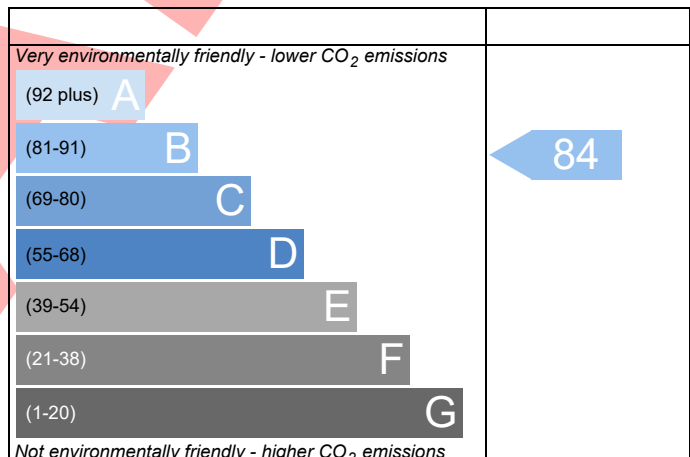 Very environmentally friendly - lower CO₂ emissions
(92 plus) A
(81-91) B
84
(69-80) C
(55-68) D
(39-54) E
(21-38) F
(1-20) G
Not environmentally friendly - higher CO₂ emissions